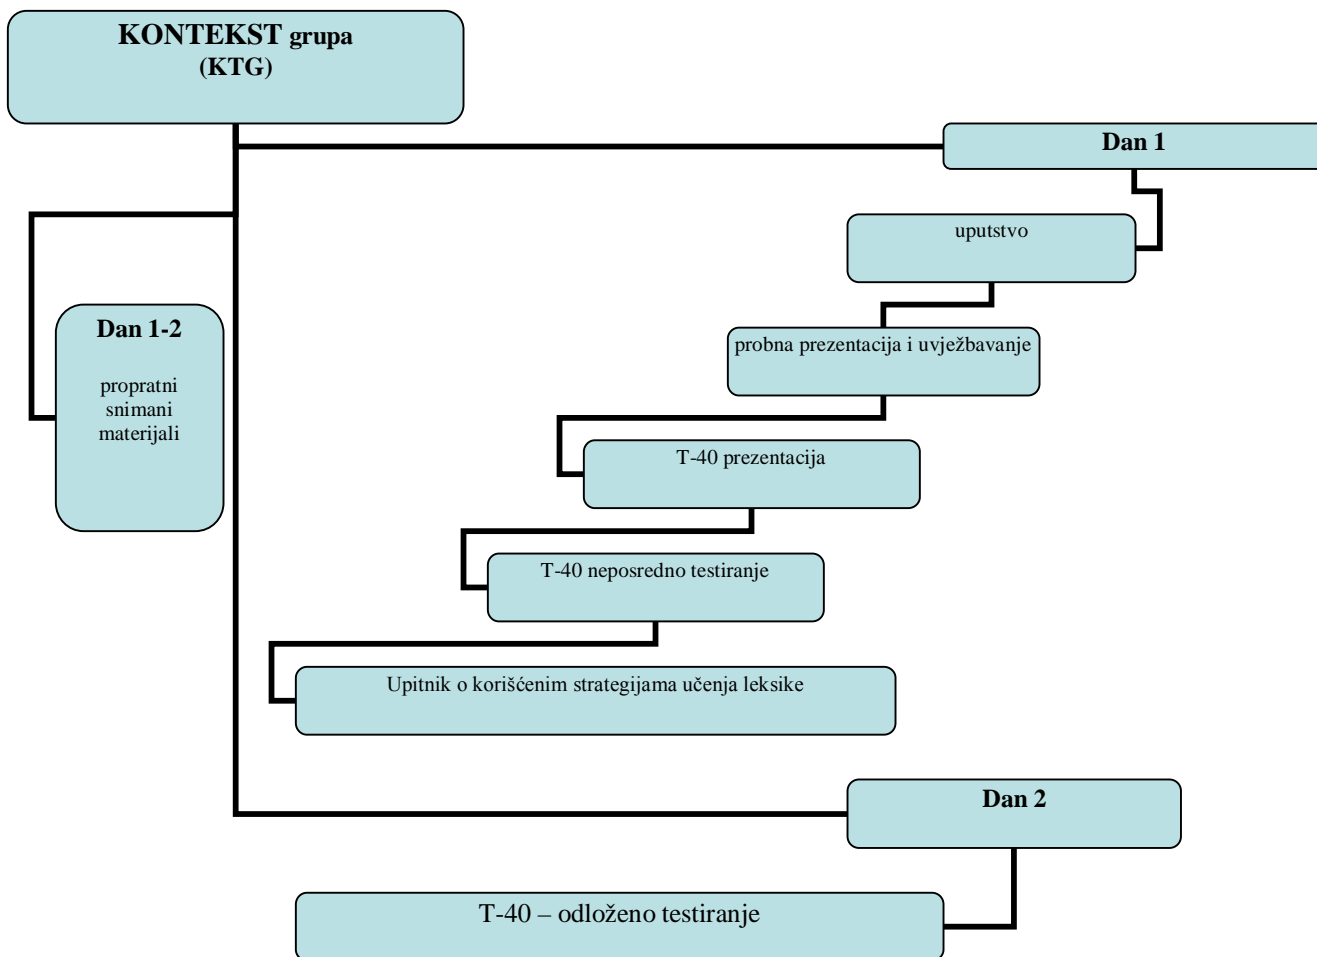 KONTEKST grupa
(KTG)
Dan 1
uputstvo
Dan 1-2
propratni
snimani
materijali
probna prezentacija i uvježbavanje
T-40 prezentacija
T-40 neposredno testiranje
Upitnik o korišćenim strategijama učenja leksike
Dan 2
T-40 – odloženo testiranje